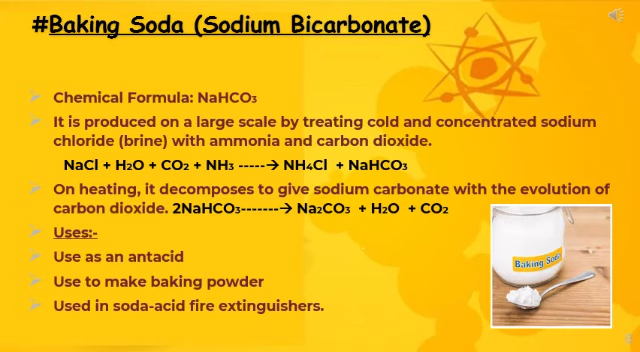 #Baking Soda (Sodium Bicarbonate)
Chemical Formula: NaHCO₃
It is produced on a large scale by treating cold and concentrated sodium
chloride (brine) with ammonia and carbon dioxide.
NaCl + H₂O + CO₂ + NH₃ -----→ NH₄Cl + NaHCO₃
On heating, it decomposes to give sodium carbonate with the evolution of
carbon dioxide. 2NaHCO₃-------→ Na₂CO₃ + H₂O + CO₂
Uses:-
Use as an antacid
Use to make baking powder
Used in soda-acid fire extinguishers.
Baking Soda